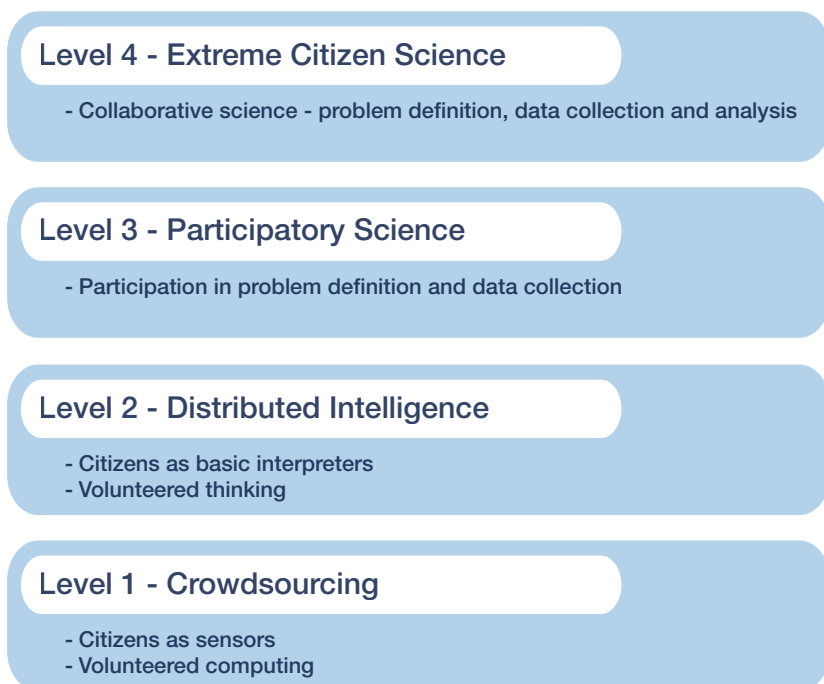 Level 4 - Extreme Citizen Science
- Collaborative science - problem definition, data collection and analysis
Level 3 - Participatory Science
- Participation in problem definition and data collection
Level 2 - Distributed Intelligence
- Citizens as basic interpreters
- Volunteered thinking
Level 1 - Crowdsourcing
- Citizens as sensors
- Volunteered computing